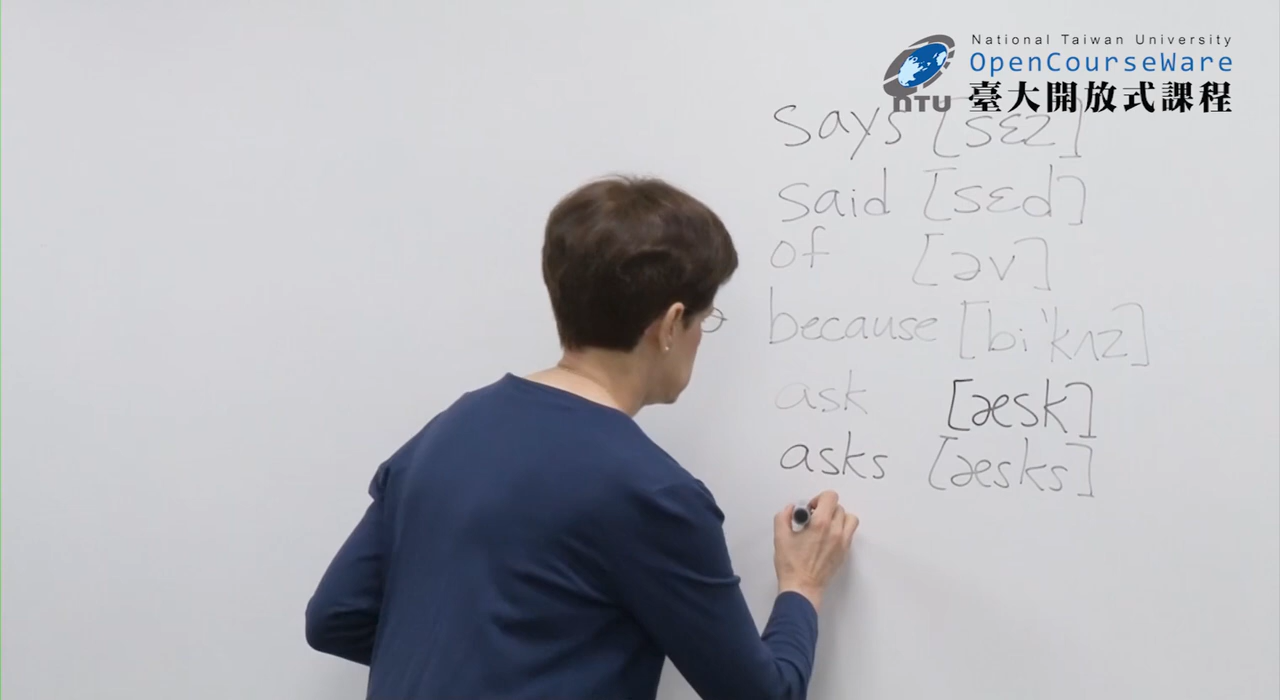 National Taiwan University
OpenCourseWare
NTU 臺大開放式課程
says [sɛz]
said [sɛd]
of [əv]
because [bi'kʌz]
ask [æsk]
asks [æsks]